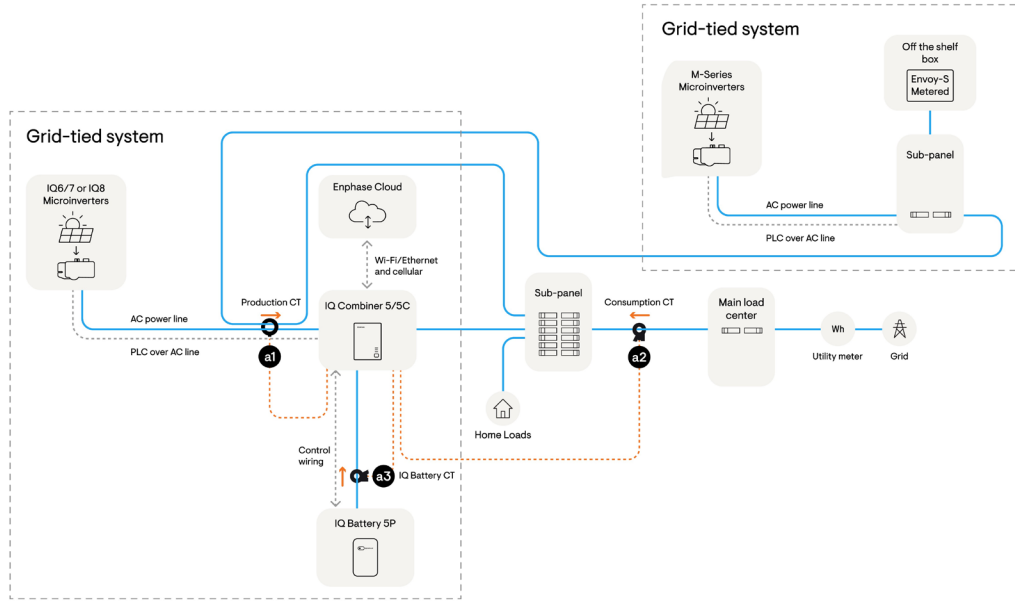 Grid-tied system
Off the shelf
box
Envoy-S
Metered
M-Series
Microinverters
Sub-panel
AC power line
PLC over AC line
Grid-tied system
IQ6/7 or IQ8
Microinverters
Enphase Cloud
Wi-Fi/Ethernet
and cellular
Production CT
IQ Combiner 5/5C
AC power line
PLC over AC line
a1
Sub-panel
Consumption CT
a2
Main load
center
Wh
Utility meter
Grid
Home Loads
Control
wiring
a3
IQ Battery CT
IQ Battery 5P